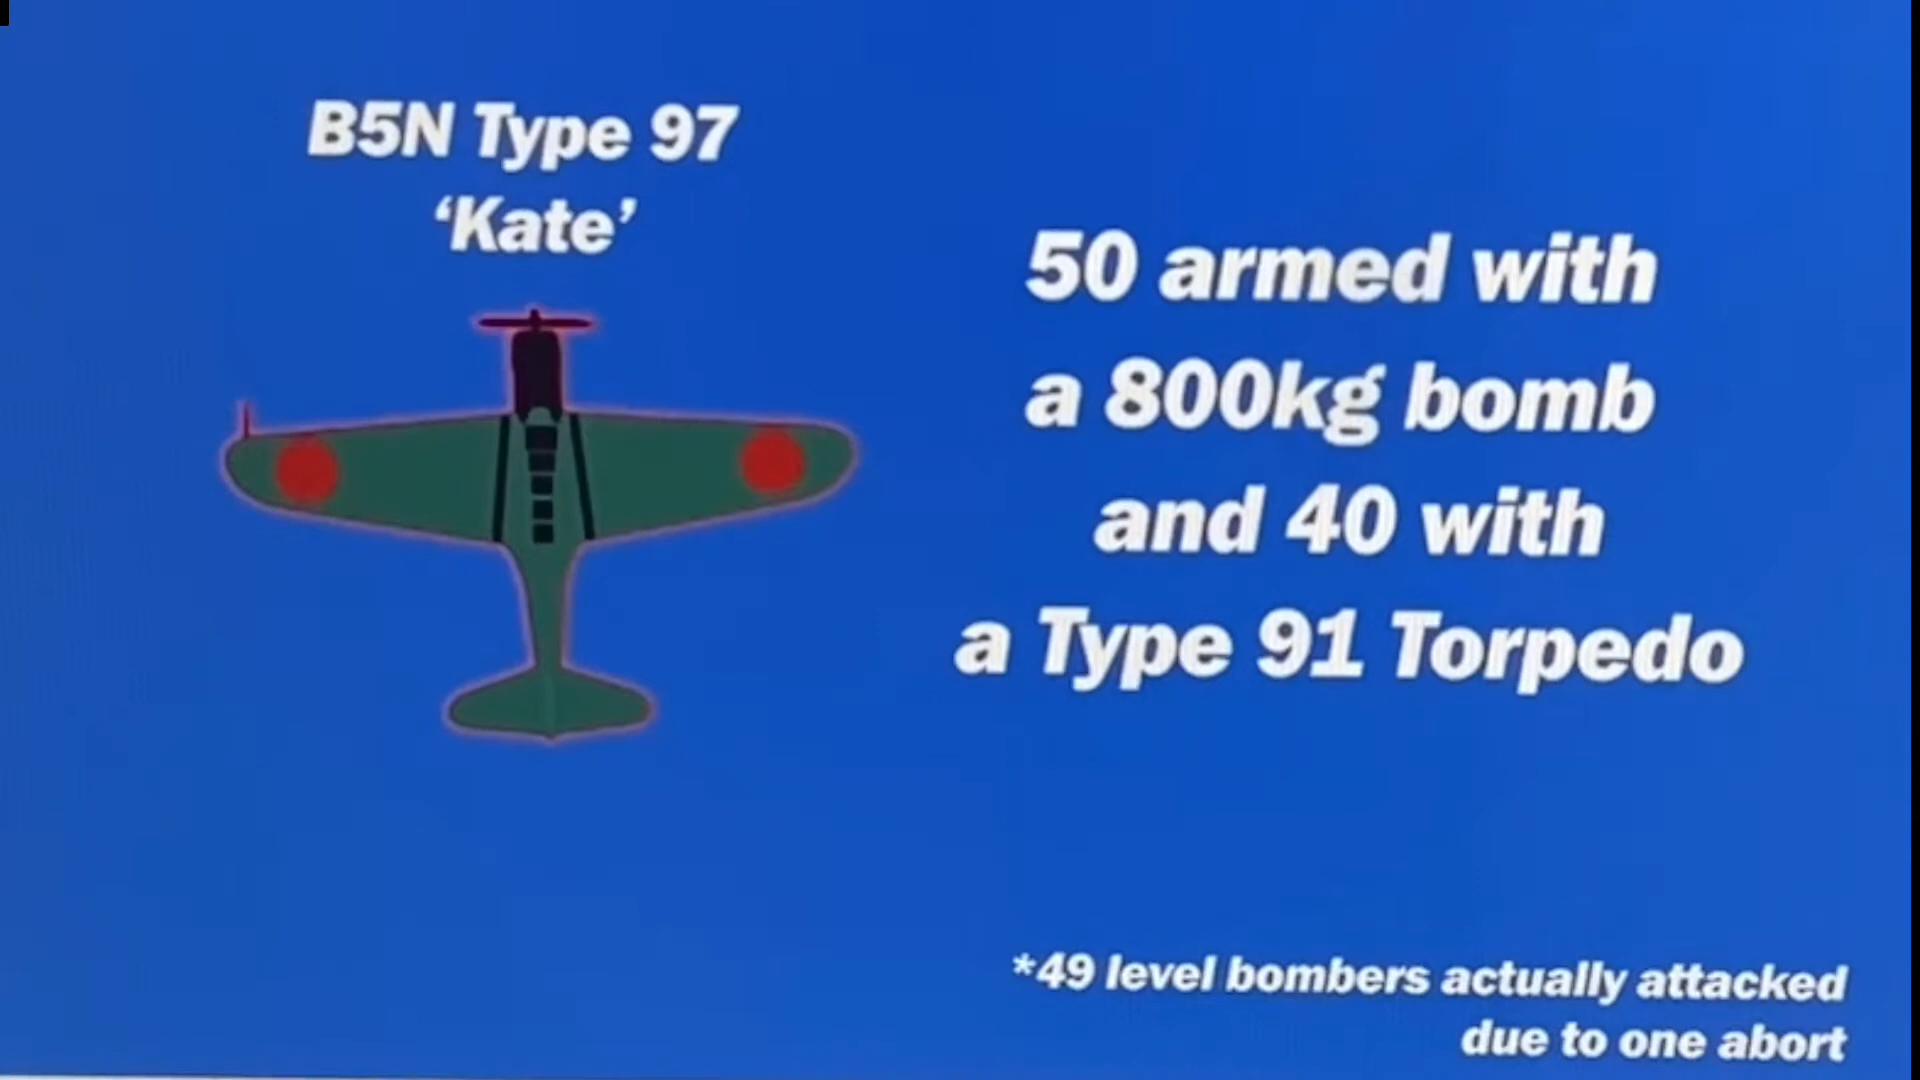 B5N Type 97
‘Kate’
50 armed with
a 800kg bomb
and 40 with
a Type 91 Torpedo
*49 level bombers actually attacked
due to one abort